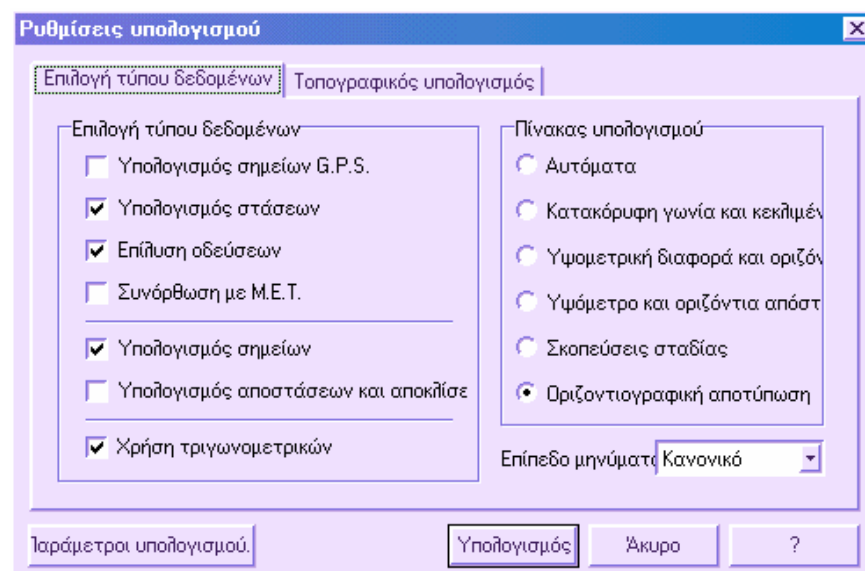 Ρυθμίσεις υπολογισμού
Επιλογή τύπου δεδομένων
Τοπογραφικός υπολογισμός
Επιλογή τύπου δεδομένων
Υπολογισμός σημείων G.P.S.
Υπολογισμός στάσεων
Επίλυση οδεύσεων
Συνόρθωση με Μ.Ε.Τ.
Υπολογισμός σημείων
Υπολογισμός αποστάσεων και αποκλίσε
Χρήση τριγωνομετρικών
Πίνακας υπολογισμού
Αυτόματα
Κατακόρυφη γωνία και κεκλιμέν
Υψομετρική διαφορά και οριζόν
Υψόμετρο και οριζόντια απόστ
Σκοπεύσεις σταδίας
Οριζοντιογραφική αποτύπωση
Επίπεδο μηνύματο Κανονικό
Παράμετροι υπολογισμού.
Υπολογισμός
Άκυρο
?